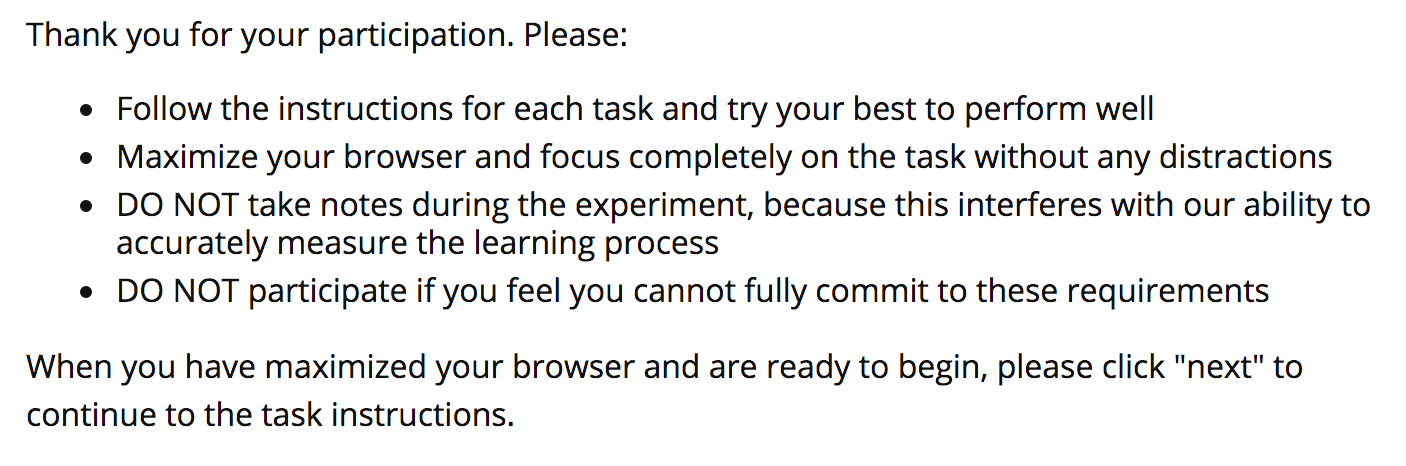 Thank you for your participation. Please:
• Follow the instructions for each task and try your best to perform well
• Maximize your browser and focus completely on the task without any distractions
• DO NOT take notes during the experiment, because this interferes with our ability to
accurately measure the learning process
• DO NOT participate if you feel you cannot fully commit to these requirements
When you have maximized your browser and are ready to begin, please click "next" to
continue to the task instructions.